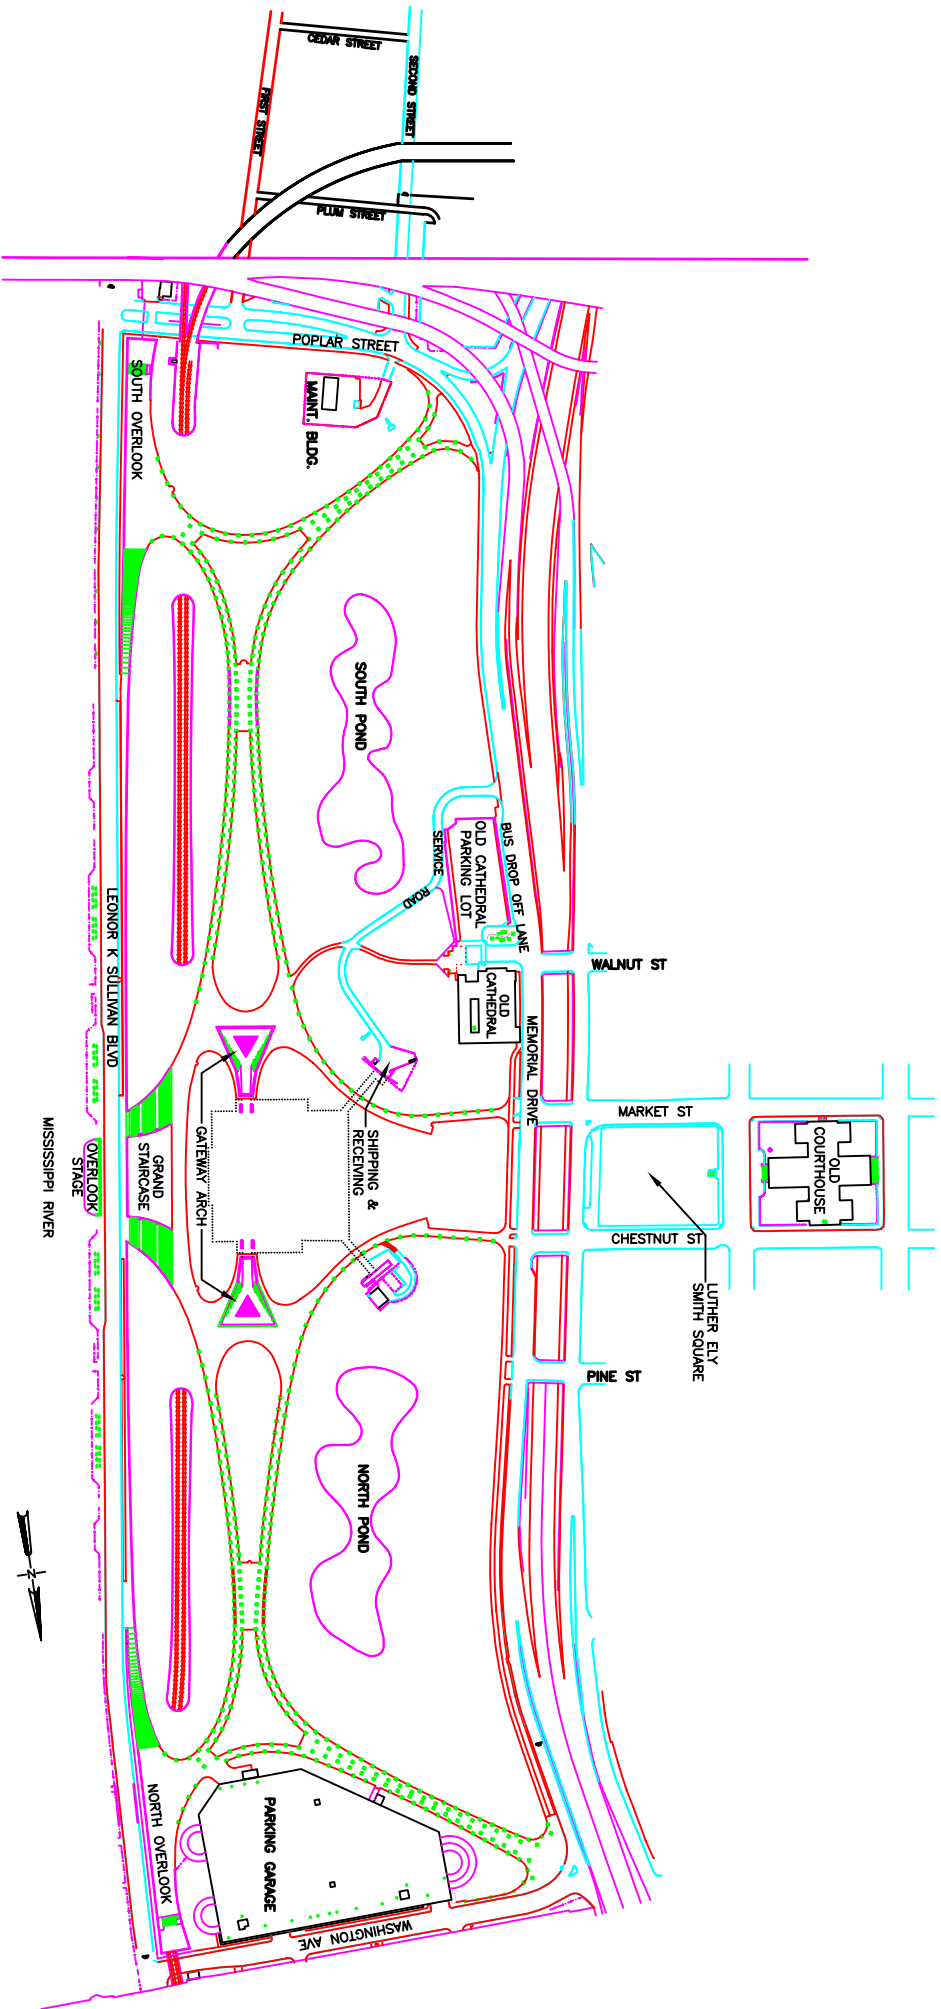 CEDAR STREET
SECOND STREET
FIRST STREET
PLUM STREET
POPLAR STREET
MAINT. BLDG.
SOUTH OVERLOOK
SOUTH POND
SERVICE
ROAD
OLD CATHEDRAL
PARKING LOT
BUS DROP OFF LANE
OLD
CATHEDRAL
WALNUT ST
MEMORIAL DRIVE
LEONOR K SULLIVAN BLVD
MARKET ST
OLD
COURTHOUSE
SHIPPING &
RECEIVING
GATEWAY ARCH
GRAND
STAIRCASE
OVERLOOK
STAGE
MISSISSIPPI RIVER
CHESTNUT ST
LUTHER ELY
SMITH SQUARE
PINE ST
NORTH POND
N
NORTH OVERLOOK
PARKING GARAGE
WASHINGTON AVE